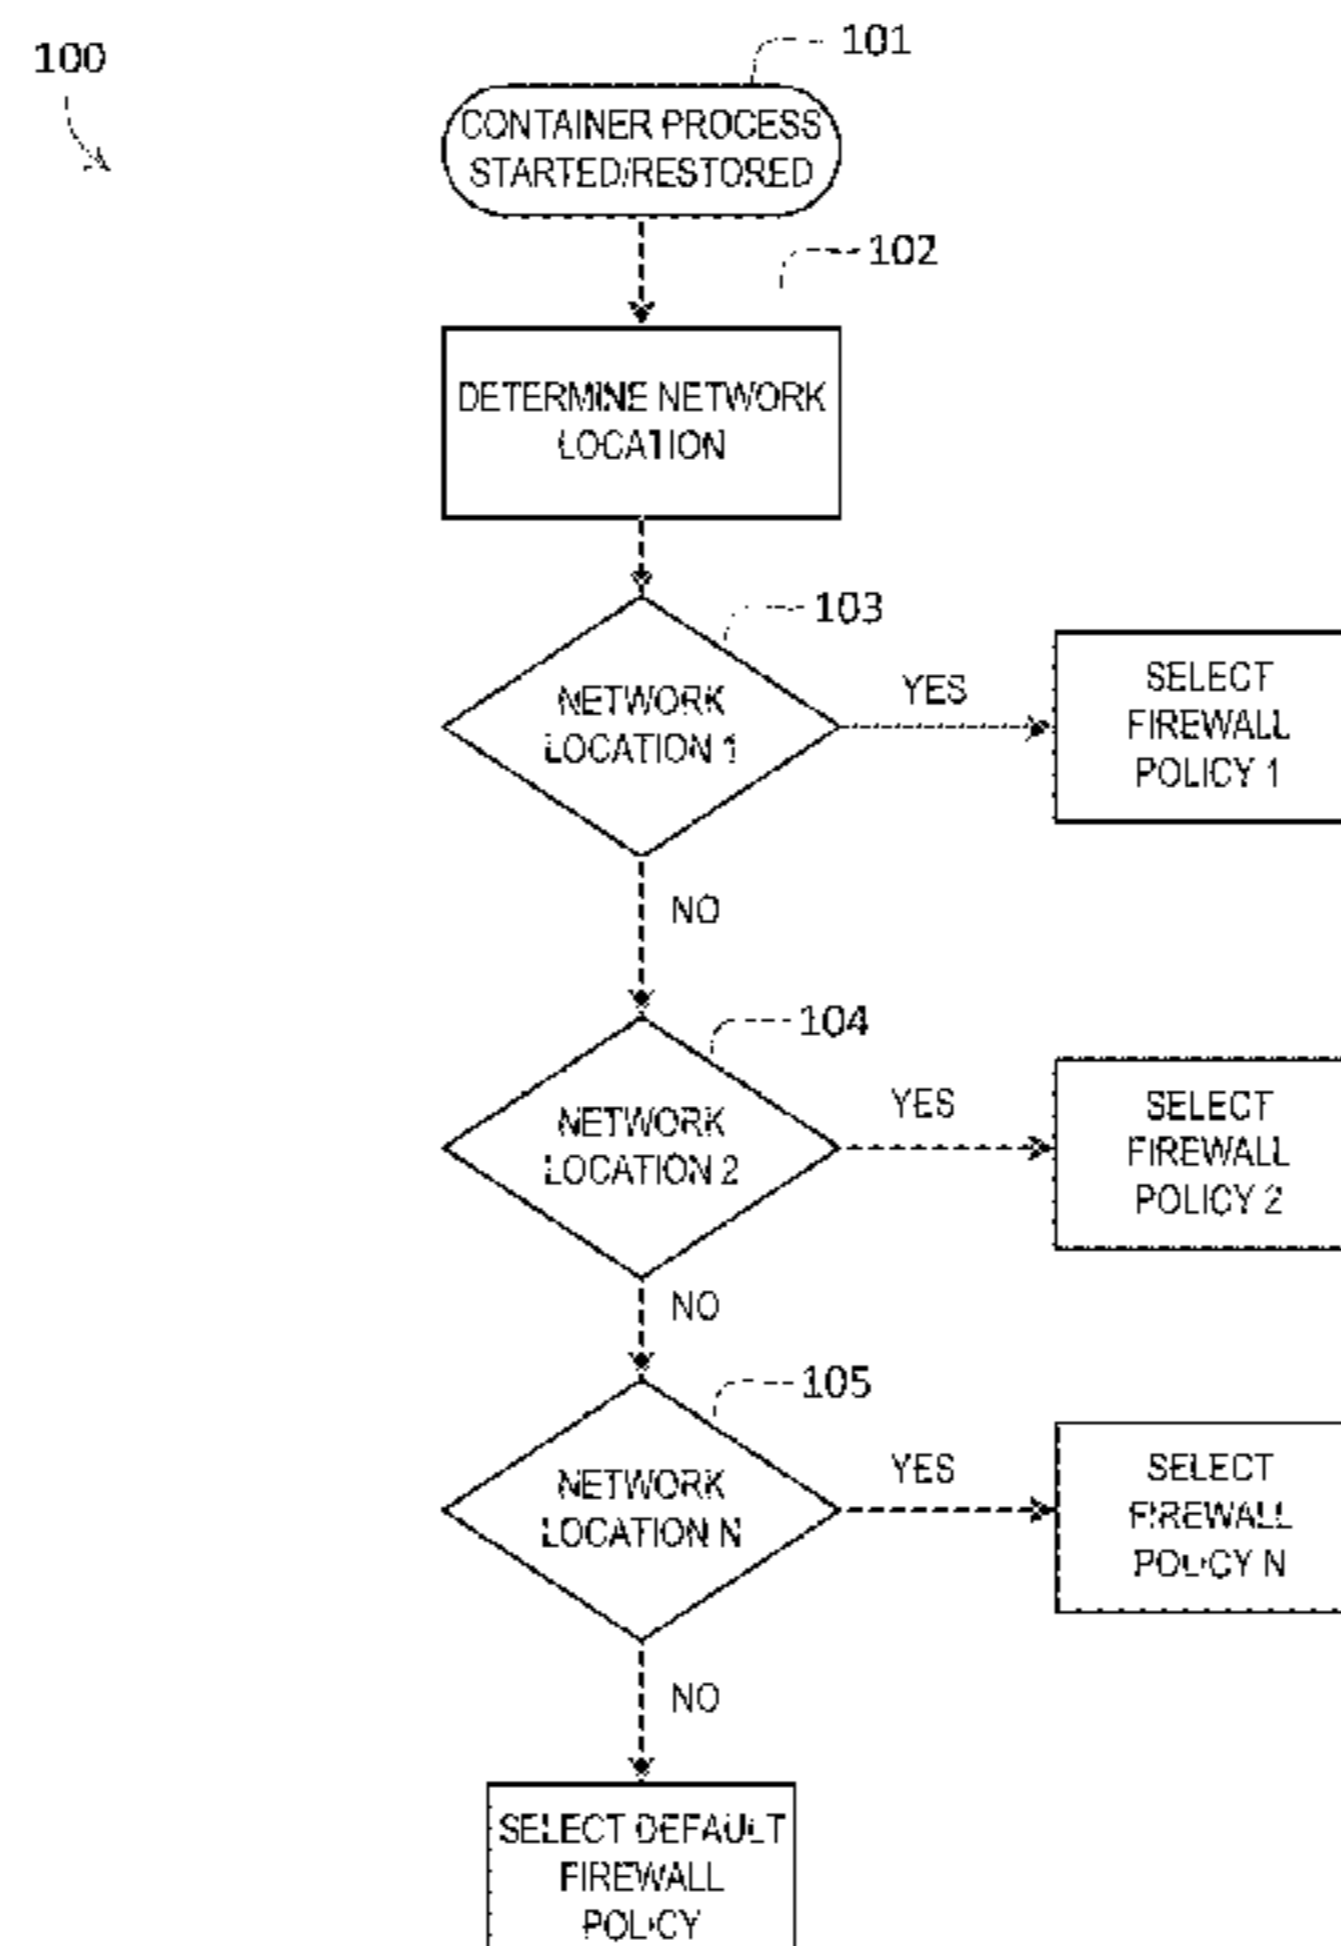 100
101
CONTAINER PROCESS
STARTED/RESTORED
102
DETERMINE NETWORK
LOCATION
103
NETWORK
LOCATION 1
YES
SELECT
FIREWALL
POLICY 1
NO
104
NETWORK
LOCATION 2
YES
SELECT
FIREWALL
POLICY 2
NO
105
NETWORK
LOCATION N
YES
SELECT
FIREWALL
POLICY N
NO
SELECT DEFAULT
FIREWALL
POLICY